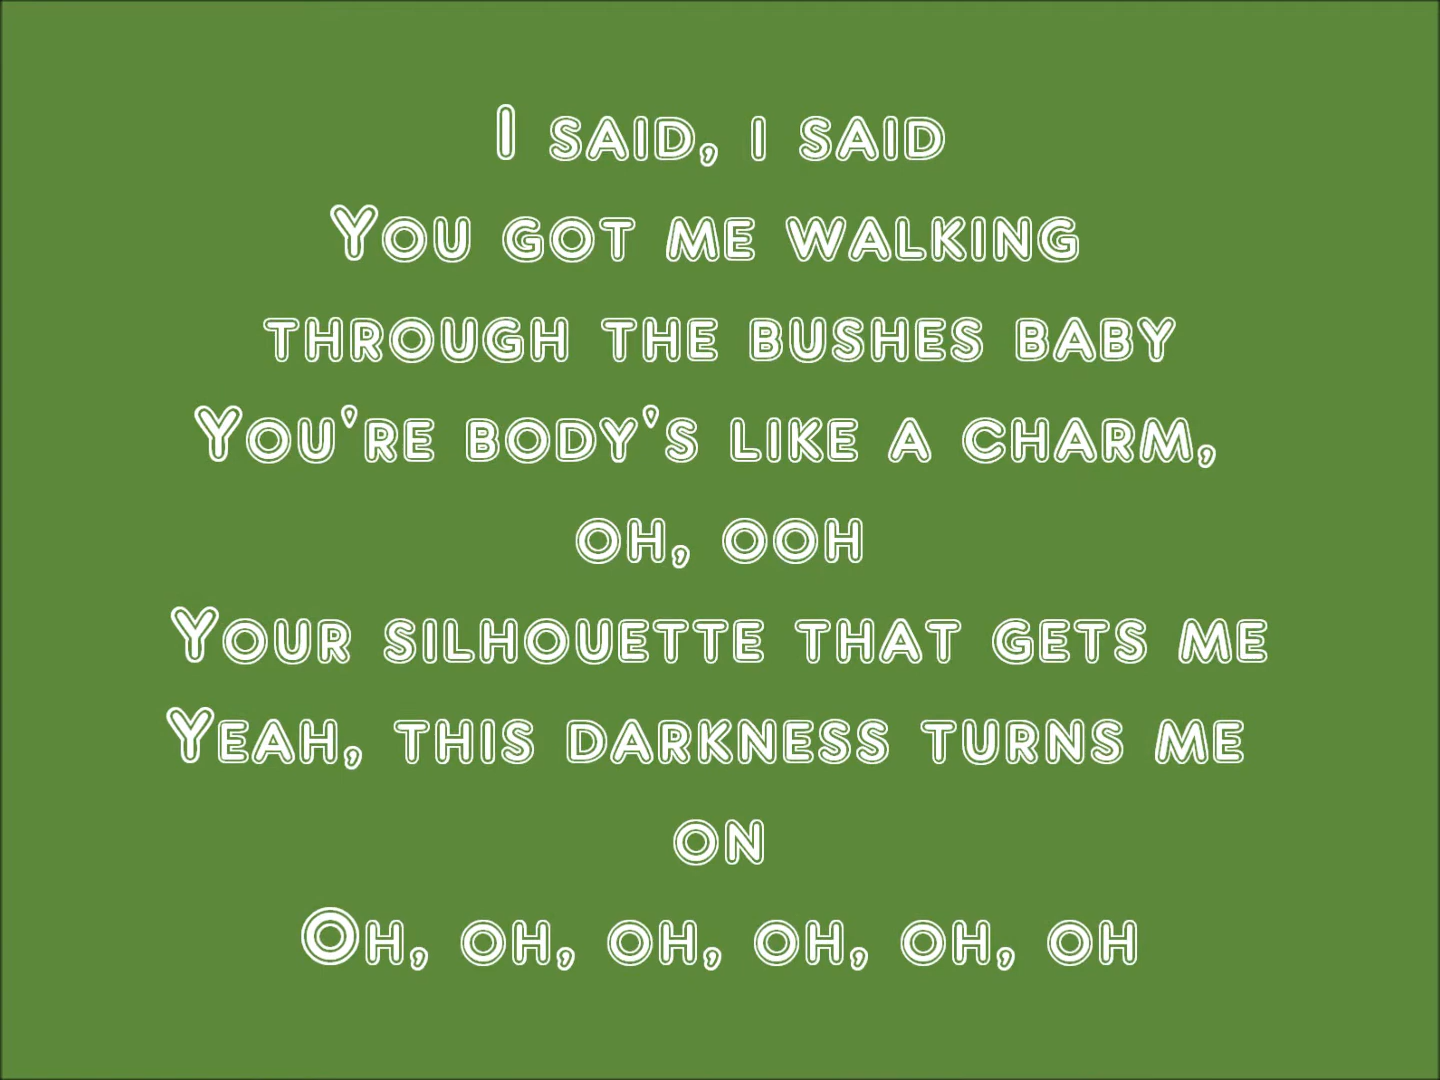 I said, i said
You got me walking
through the bushes baby
You're body's like a charm,
oh, ooh
Your silhouette that gets me
Yeah, this darkness turns me
on
Oh, oh, oh, oh, oh, oh